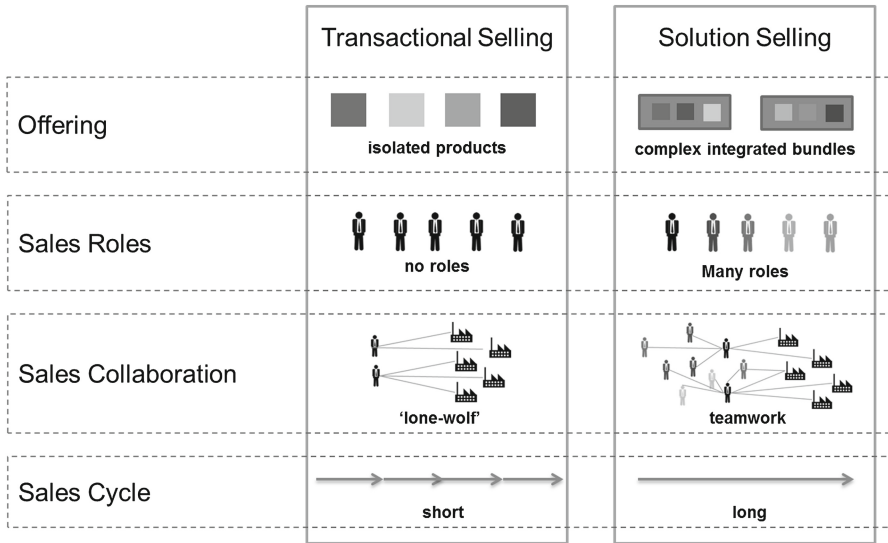 Transactional Selling
Solution Selling
Offering
isolated products
complex integrated bundles
Sales Roles
no roles
Many roles
Sales Collaboration
‘lone-wolf’
teamwork
Sales Cycle
short
long